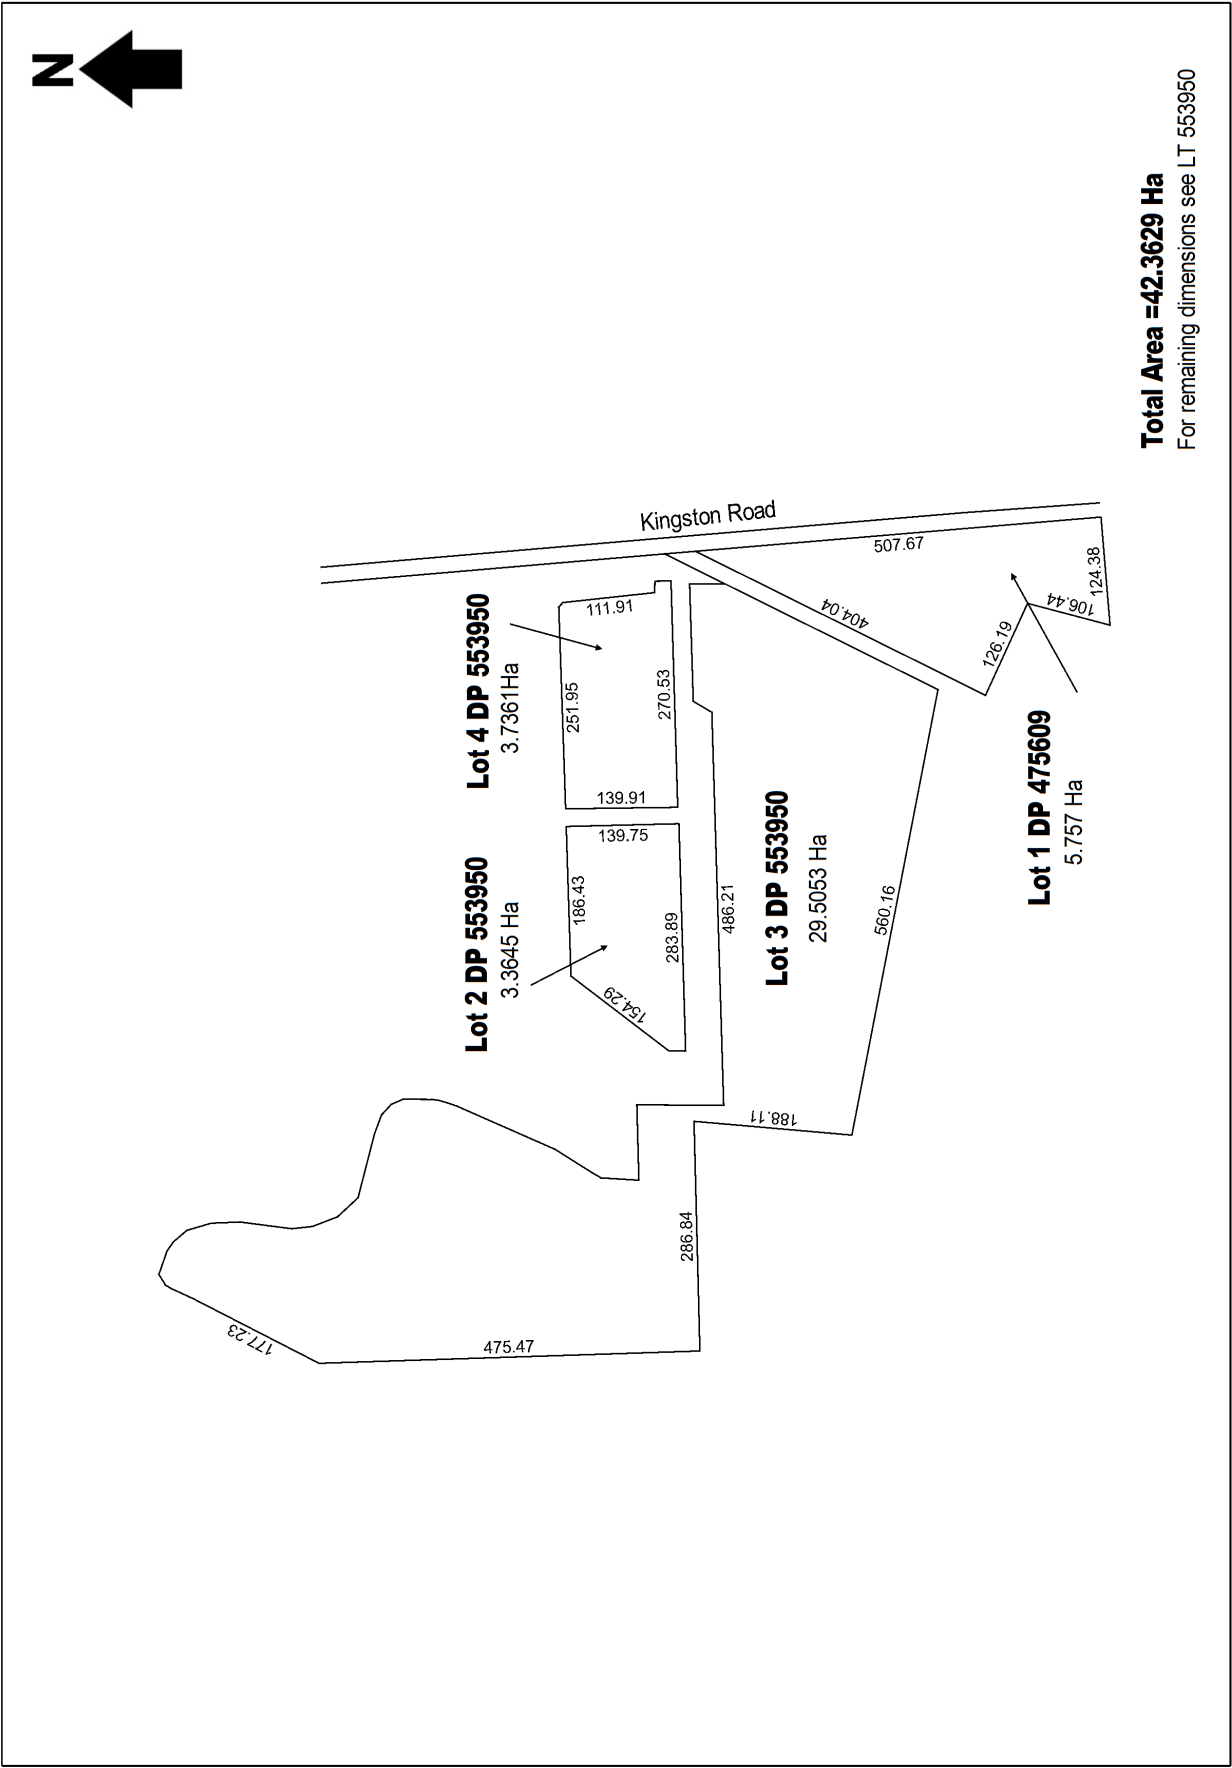 N
Kingston Road
Lot 4 DP 553950
3.7361Ha
111.91
251.95
270.53
139.91
Lot 2 DP 553950
3.3645 Ha
139.75
186.43
283.89
154.29
Lot 3 DP 553950
29.5053 Ha
486.21
560.16
188.11
286.84
475.47
177.23
507.67
404.04
126.19
106.44
124.38
Lot 1 DP 475609
5.757 Ha
Total Area =42.3629 Ha
For remaining dimensions see LT 553950